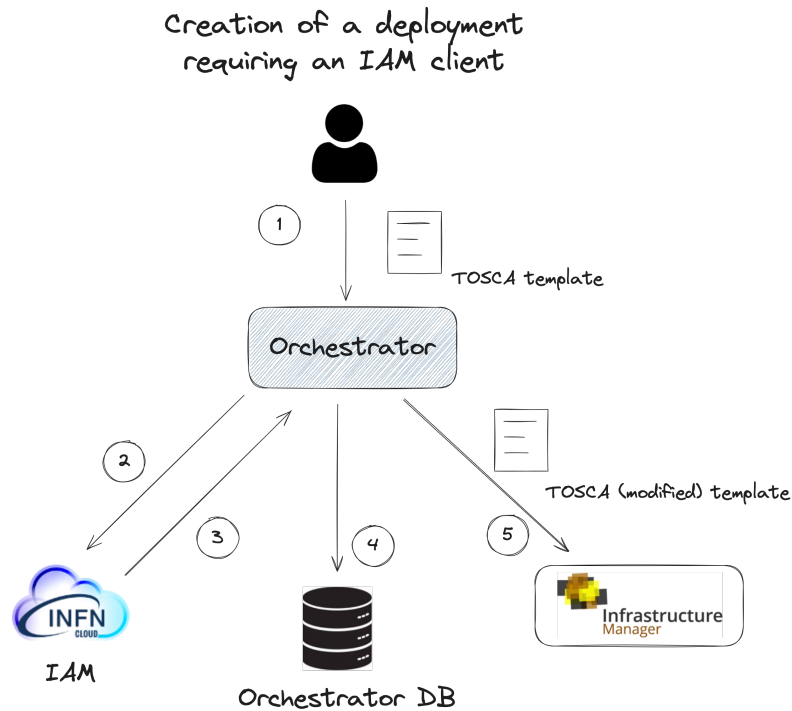 Creation of a deployment
requiring an IAM client
1
TOSCA template
Orchestrator
2
3
4
5
TOSCA (modified) template
INFN
CLOUD
IAM
Orchestrator DB
Infrastructure
Manager